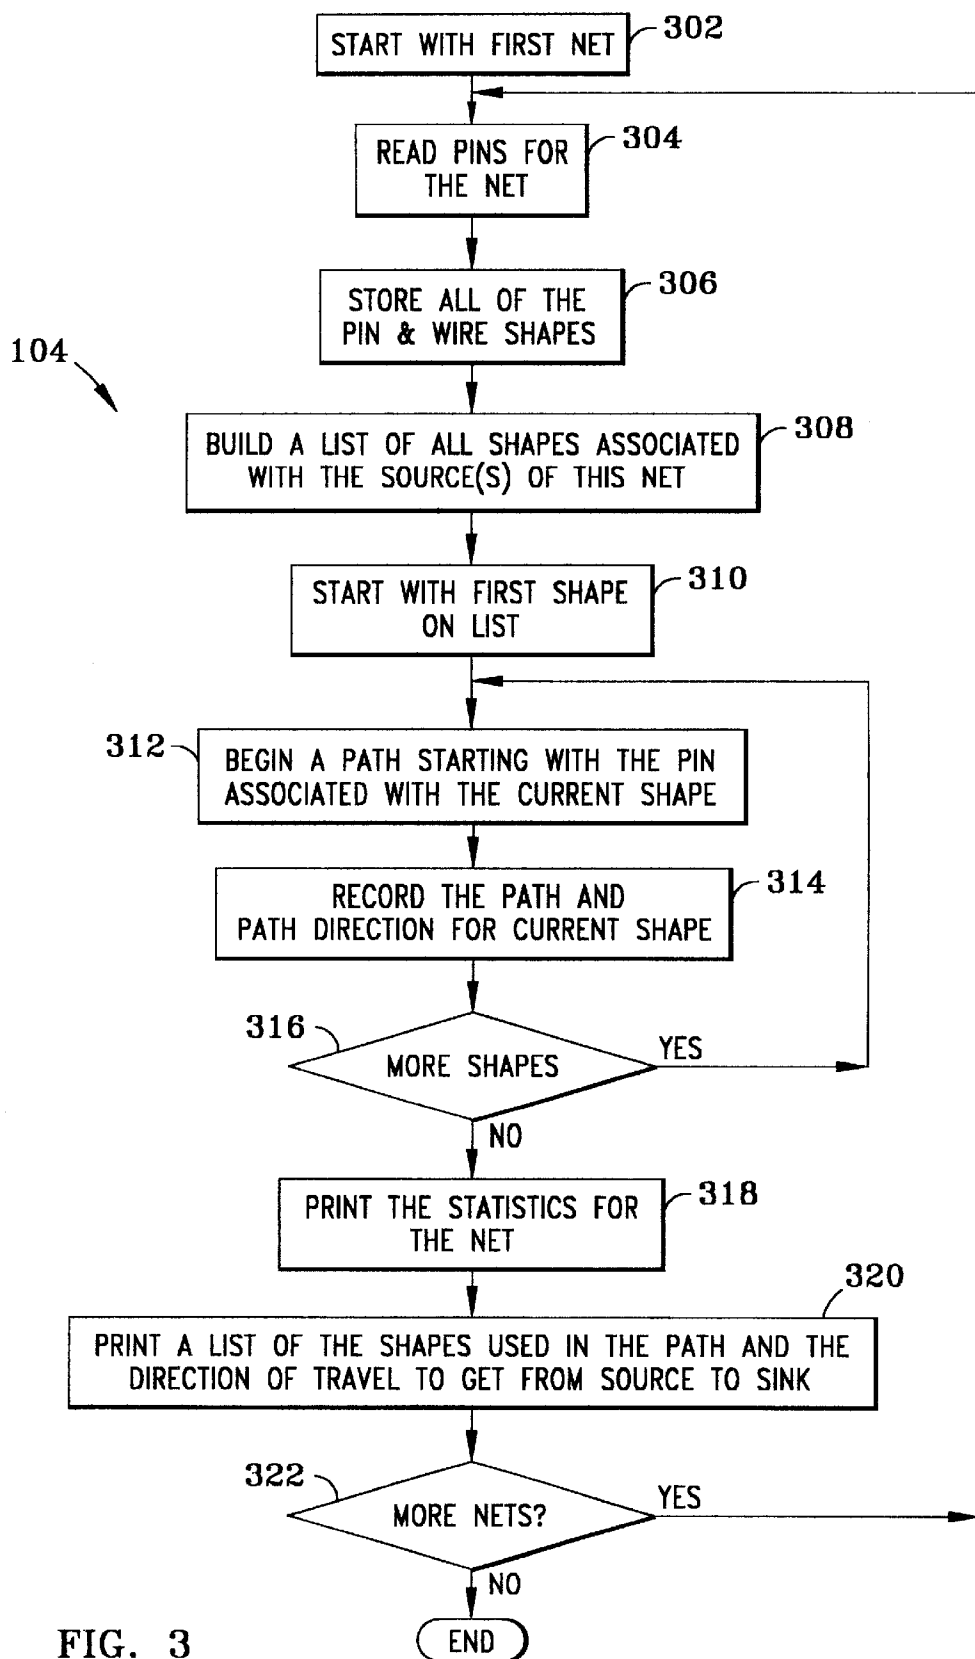 START WITH FIRST NET
302
READ PINS FOR
THE NET
304
STORE ALL OF THE
PIN & WIRE SHAPES
306
104
BUILD A LIST OF ALL SHAPES ASSOCIATED
WITH THE SOURCE(S) OF THIS NET
308
START WITH FIRST SHAPE
ON LIST
310
312
BEGIN A PATH STARTING WITH THE PIN
ASSOCIATED WITH THE CURRENT SHAPE
RECORD THE PATH AND
PATH DIRECTION FOR CURRENT SHAPE
314
316
MORE SHAPES
YES
NO
PRINT THE STATISTICS FOR
THE NET
318
320
PRINT A LIST OF THE SHAPES USED IN THE PATH AND THE
DIRECTION OF TRAVEL TO GET FROM SOURCE TO SINK
322
MORE NETS?
YES
NO
END
FIG. 3